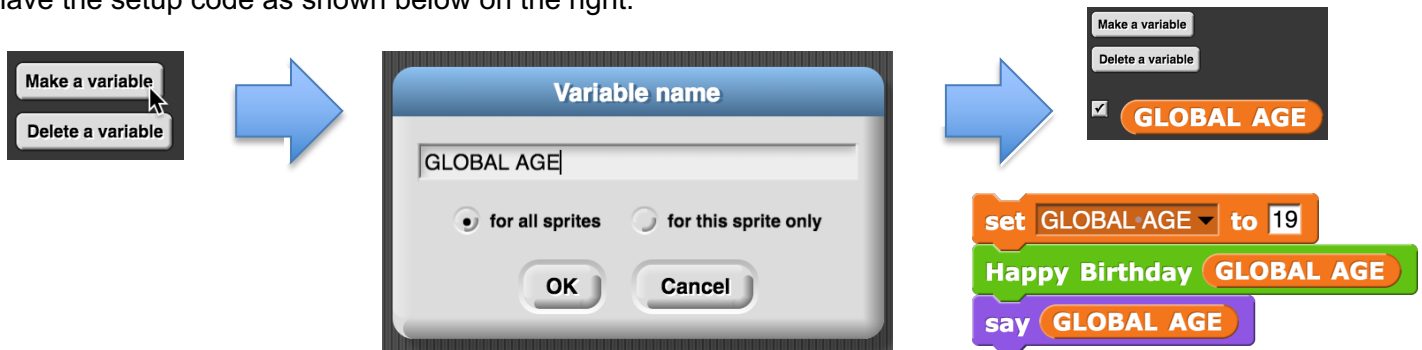 have the setup code as shown below on the right.
Make a variable
Delete a variable
Variable name
GLOBAL AGE
for all sprites for this sprite only
OK Cancel
Make a variable
Delete a variable
GLOBAL AGE
set GLOBAL·AGE to 19
Happy Birthday GLOBAL AGE
say GLOBAL AGE